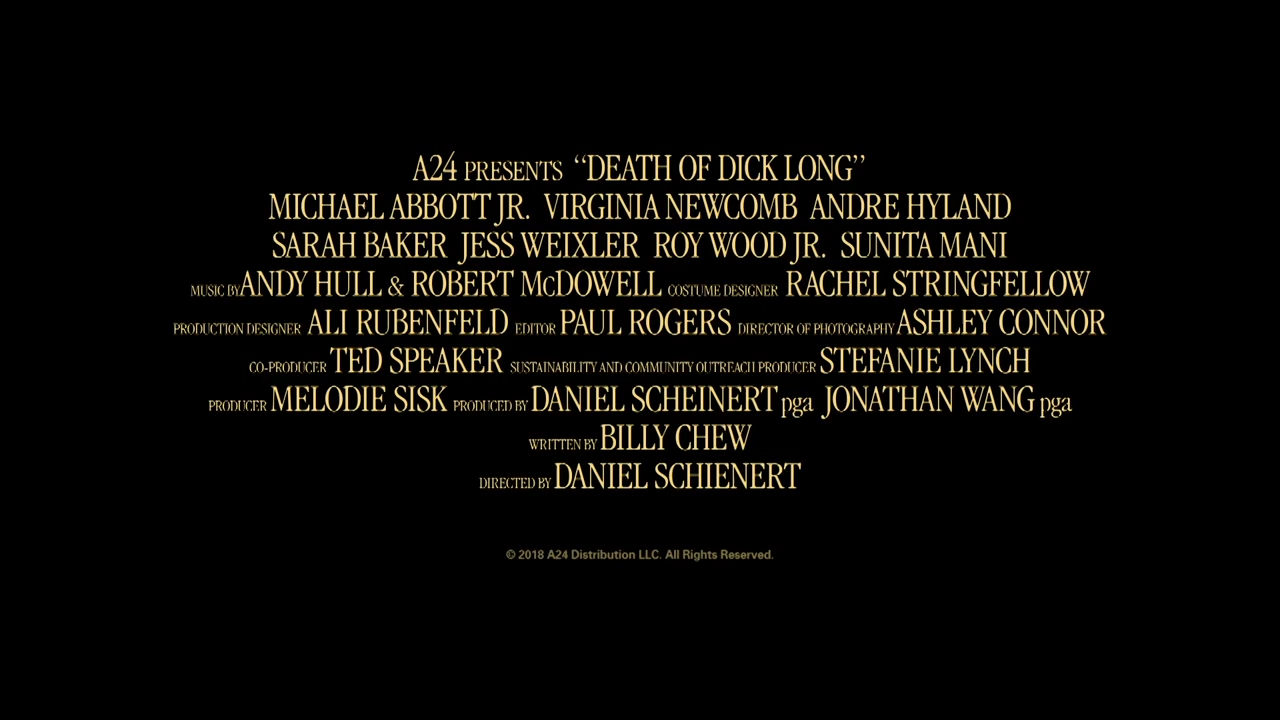 A24 PRESENTS “DEATH OF DICK LONG”
MICHAEL ABBOTT JR. VIRGINIA NEWCOMB ANDRE HYLAND
SARAH BAKER JESS WEIXLER ROY WOOD JR. SUNITA MANI
MUSIC BY ANDY HULL & ROBERT McDOWELL COSTUME DESIGNER RACHEL STRINGFELLOW
PRODUCTION DESIGNER ALI RUBENFELD EDITOR PAUL ROGERS DIRECTOR OF PHOTOGRAPHY ASHLEY CONNOR
CO-PRODUCER TED SPEAKER SUSTAINABILITY AND COMMUNITY OUTREACH PRODUCER STEFANIE LYNCH
PRODUCER MELODIE SISK PRODUCED BY DANIEL SCHEINERT pga JONATHAN WANG pga
WRITTEN BY BILLY CHEW
DIRECTED BY DANIEL SCHIENERT
© 2018 A24 Distribution LLC. All Rights Reserved.